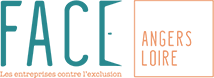 FACE
Les entreprises contre l'exclusion
ANGERS
LOIRE